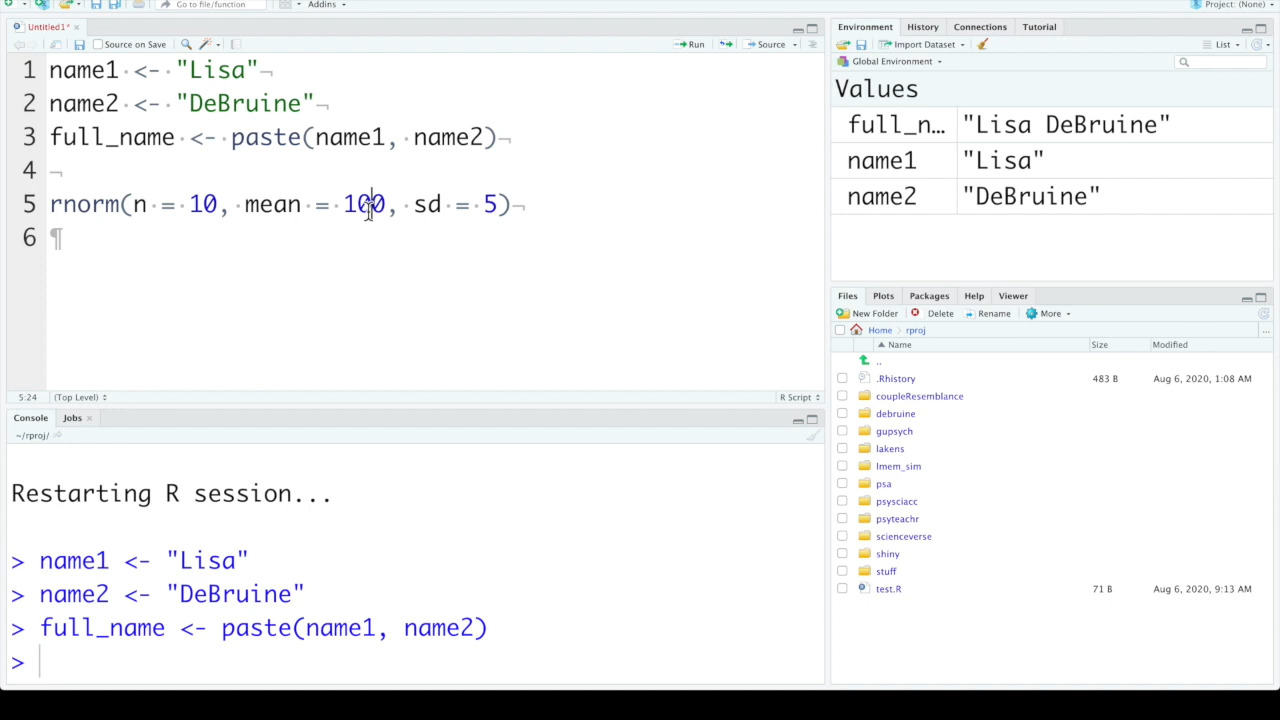 Go to file/function
Addins
Project: (None)
Untitled1*
Source on Save
Run
Source
1 name1 <- "Lisa"¬
2 name2 <- "DeBruine"¬
3 full_name <- paste(name1, name2)¬
4 ¬
5 rnorm(n = 10, mean = 100, sd = 5)¬
6 ¶
5:24 (Top Level) R Script
Console Jobs
~/rproj/
Restarting R session...
> name1 <- "Lisa"
> name2 <- "DeBruine"
> full_name <- paste(name1, name2)
>
Environment History Connections Tutorial
Import Dataset List
Global Environment
Values
full_n… "Lisa DeBruine"
name1 "Lisa"
name2 "DeBruine"
Files Plots Packages Help Viewer
New Folder Delete Rename More
Home rproj ...
Name Size Modified
..
.Rhistory 483 B Aug 6, 2020, 1:08 AM
coupleResemblance
debruine
gupsych
lakens
lmem_sim
psa
psysciacc
psyteachr
scienceverse
shiny
stuff
test.R 71 B Aug 6, 2020, 9:13 AM